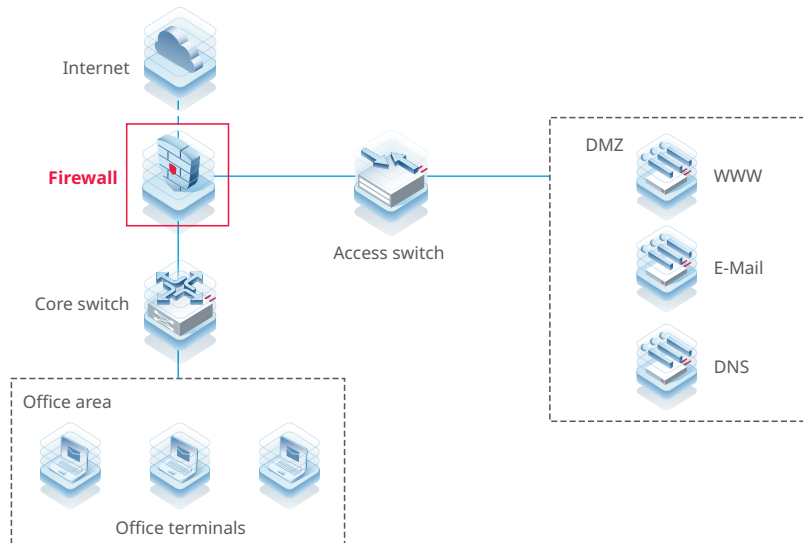 Internet
Firewall
Access switch
DMZ
WWW
E-Mail
DNS
Core switch
Office area
Office terminals